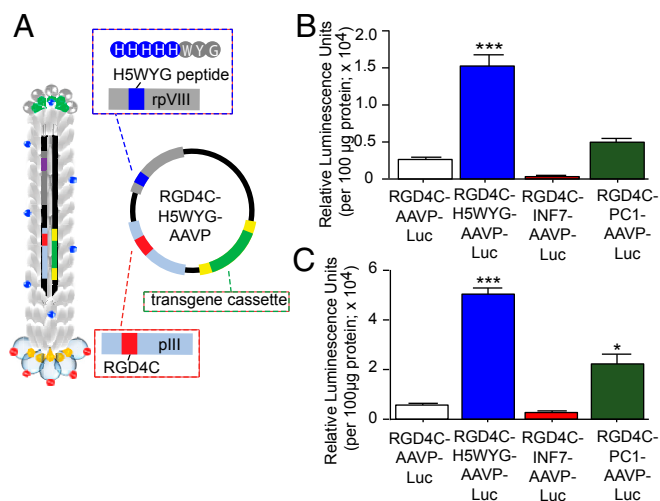 A
HHHHHWYG
H5WYG peptide
rpVIII
RGD4C-
H5WYG-
AAVP
transgene cassette
pIII
RGD4C
B
Relative Luminescence Units
(per 100 µg protein; x 10⁴)
2.0
1.5
1.0
0.5
0
***
RGD4C-
AAVP-
Luc
RGD4C-
H5WYG-
AAVP-
Luc
RGD4C-
INF7-
AAVP-
Luc
RGD4C-
PC1-
AAVP-
Luc
C
Relative Luminescence Units
(per 100µg protein; x 10⁴)
6
4
2
0
***
*
RGD4C-
AAVP-
Luc
RGD4C-
H5WYG-
AAVP-
Luc
RGD4C-
INF7-
AAVP-
Luc
RGD4C-
PC1-
AAVP-
Luc